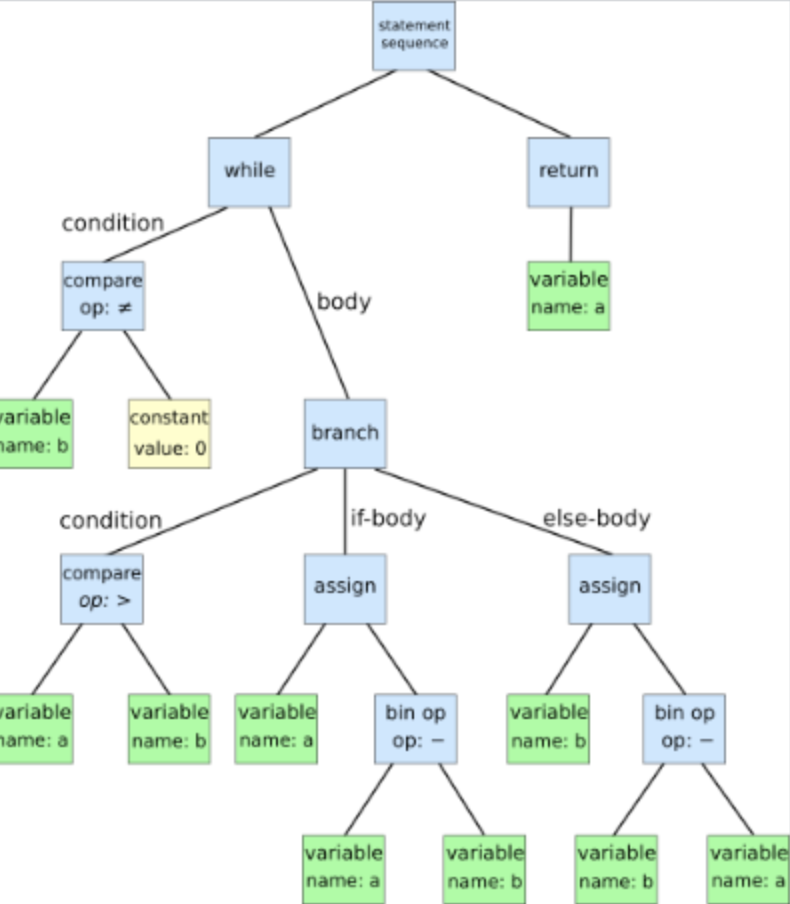 statement
sequence
while
return
condition
compare
op: ≠
body
variable
name: a
variable
name: b
constant
value: 0
branch
condition
if-body
else-body
compare
op: >
assign
assign
variable
name: a
variable
name: b
variable
name: a
bin op
op: −
variable
name: b
bin op
op: −
variable
name: a
variable
name: b
variable
name: b
variable
name: a